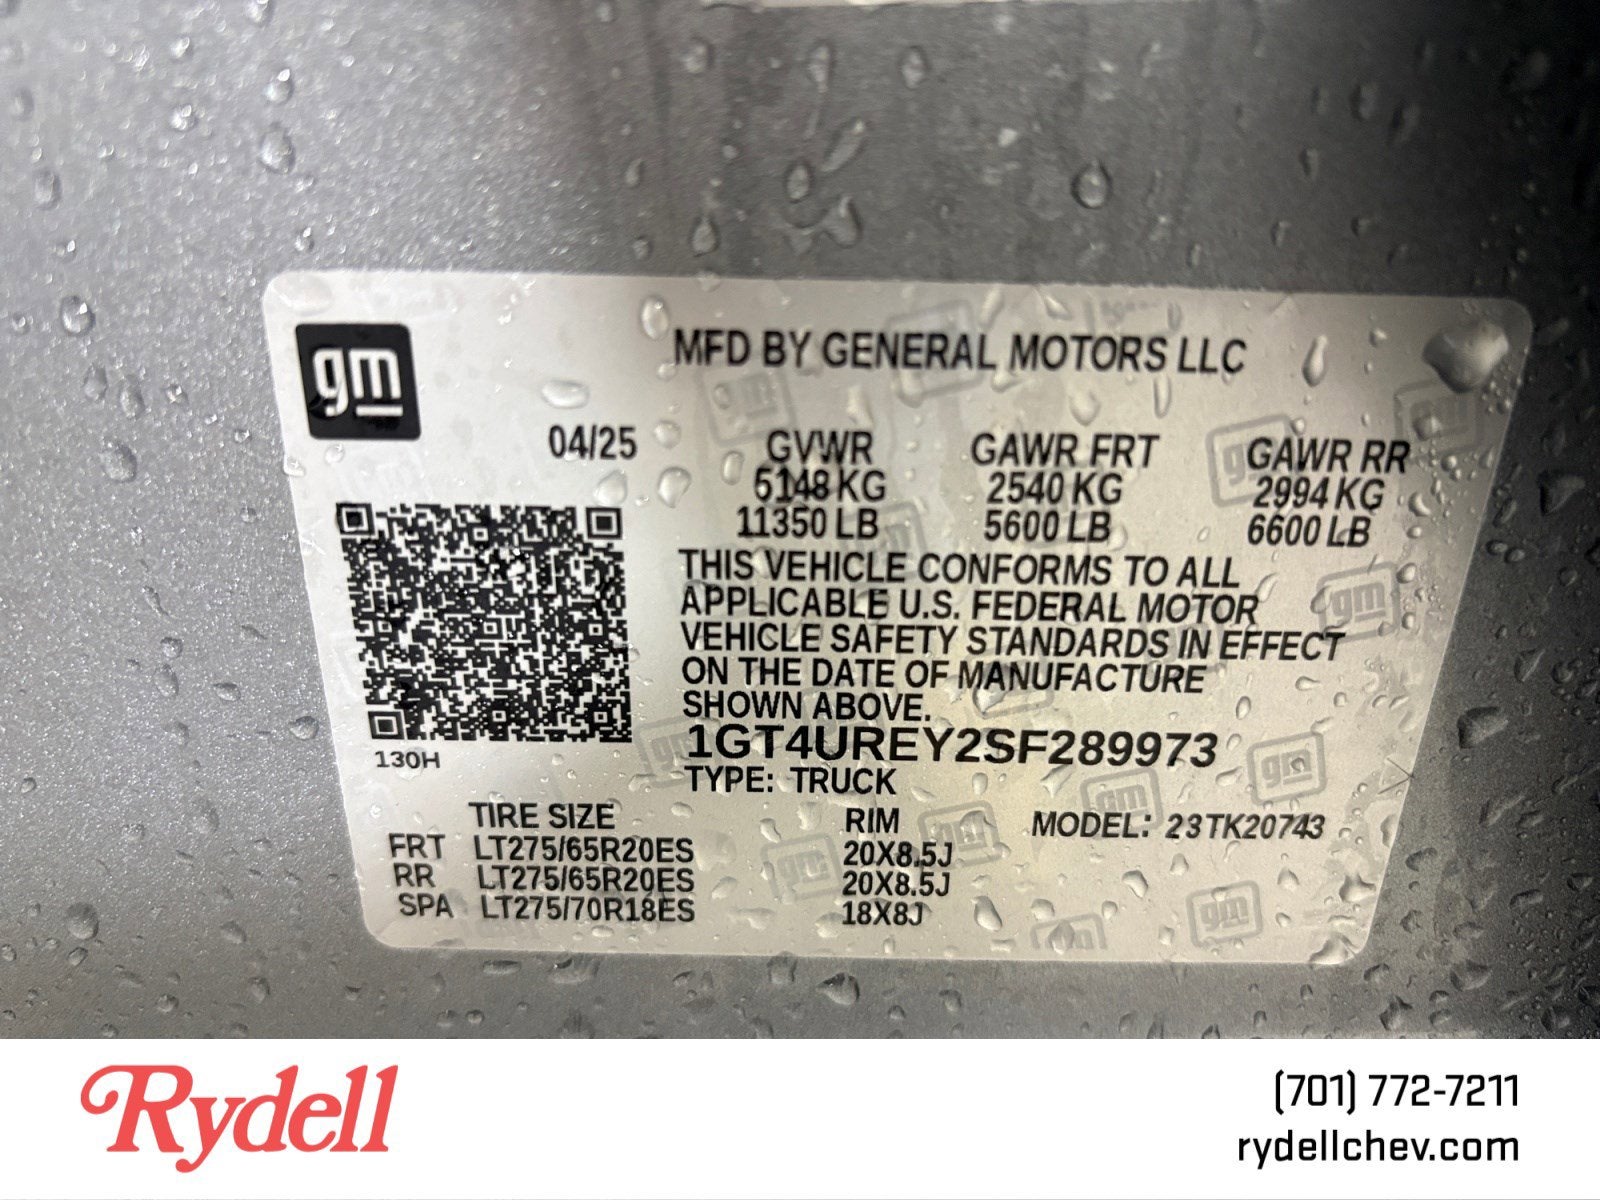 gm
MFD BY GENERAL MOTORS LLC
04/25
GVWR GAWR FRT GAWR RR
5148 KG 2540 KG 2994 KG
11350 LB 5600 LB 6600 LB
THIS VEHICLE CONFORMS TO ALL
APPLICABLE U.S. FEDERAL MOTOR
VEHICLE SAFETY STANDARDS IN EFFECT
ON THE DATE OF MANUFACTURE
SHOWN ABOVE.
1GT4UREY2SF289973
130H
TYPE: TRUCK
TIRE SIZE RIM MODEL: 23TK20743
FRT LT275/65R20ES 20X8.5J
RR LT275/65R20ES 20X8.5J
SPA LT275/70R18ES 18X8J
Rydell
(701) 772-7211
rydellchev.com